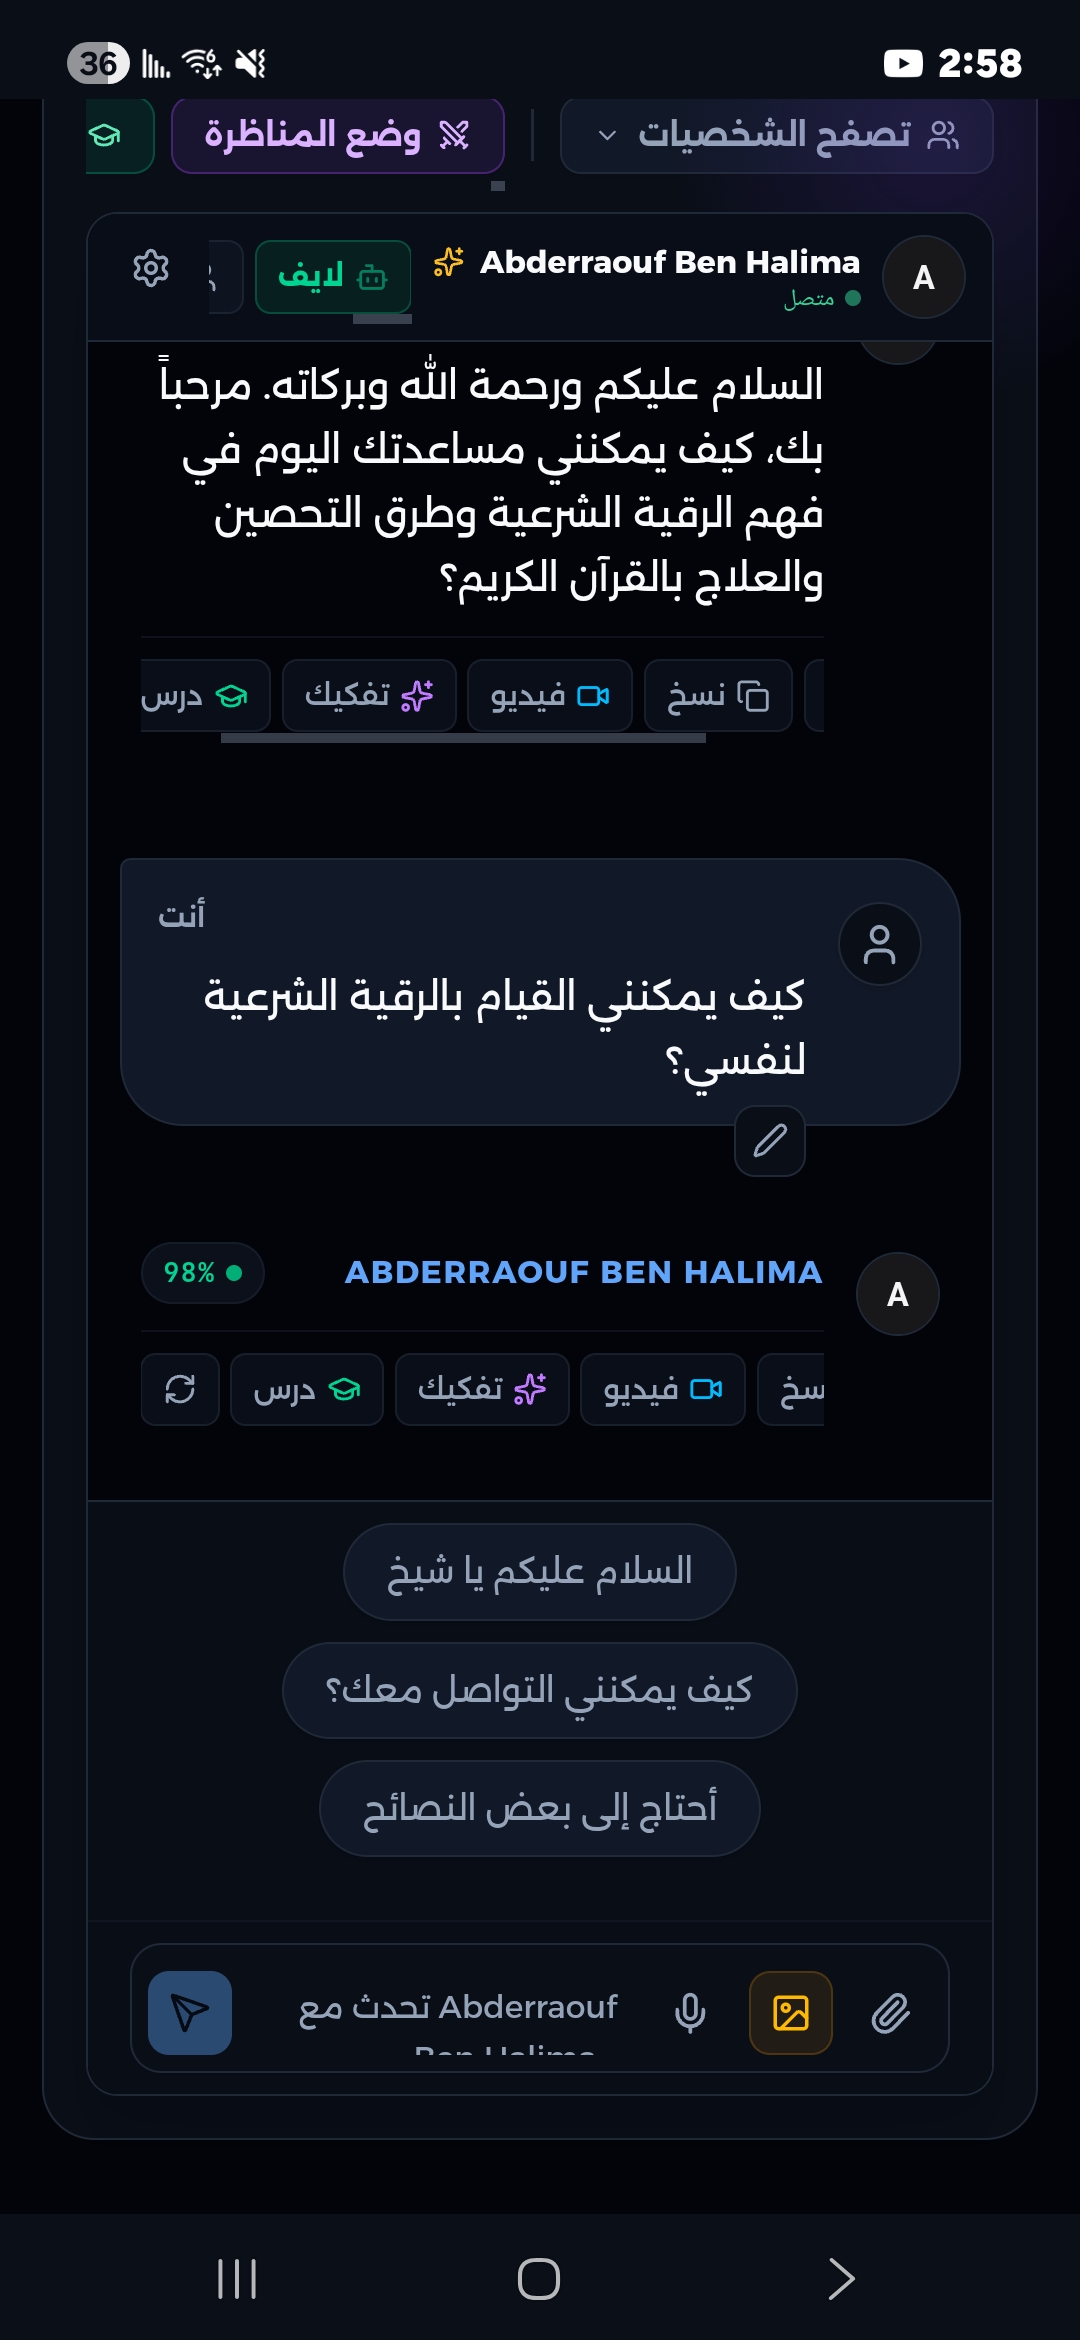 36
2:58
تصفح الشخصيات
وضع المناظرة
A
Abderraouf Ben Halima
متصل
لايف
السلام عليكم ورحمة الله وبركاته. مرحباً
بك، كيف يمكنني مساعدتك اليوم في
فهم الرقية الشرعية وطرق التحصين
والعلاج بالقرآن الكريم؟
نسخ
فيديو
تفكيك
درس
أنت
كيف يمكنني القيام بالرقية الشرعية
لنفسي؟
A
ABDERRAOUF BEN HALIMA
98%
سخ
فيديو
تفكيك
درس
السلام عليكم يا شيخ
كيف يمكنني التواصل معك؟
أحتاج إلى بعض النصائح
تحدث مع Abderraouf
Ben Halima